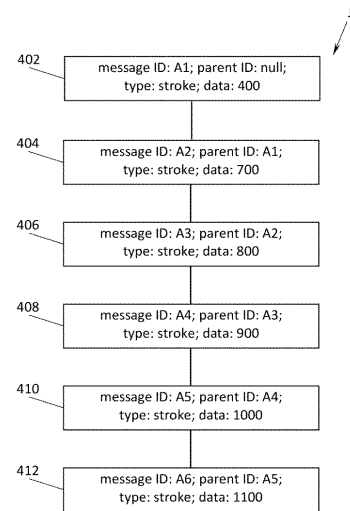 402
message ID: A1; parent ID: null;
type: stroke; data: 400
404
message ID: A2; parent ID: A1;
type: stroke; data: 700
406
message ID: A3; parent ID: A2;
type: stroke; data: 800
408
message ID: A4; parent ID: A3;
type: stroke; data: 900
410
message ID: A5; parent ID: A4;
type: stroke; data: 1000
412
message ID: A6; parent ID: A5;
type: stroke; data: 1100